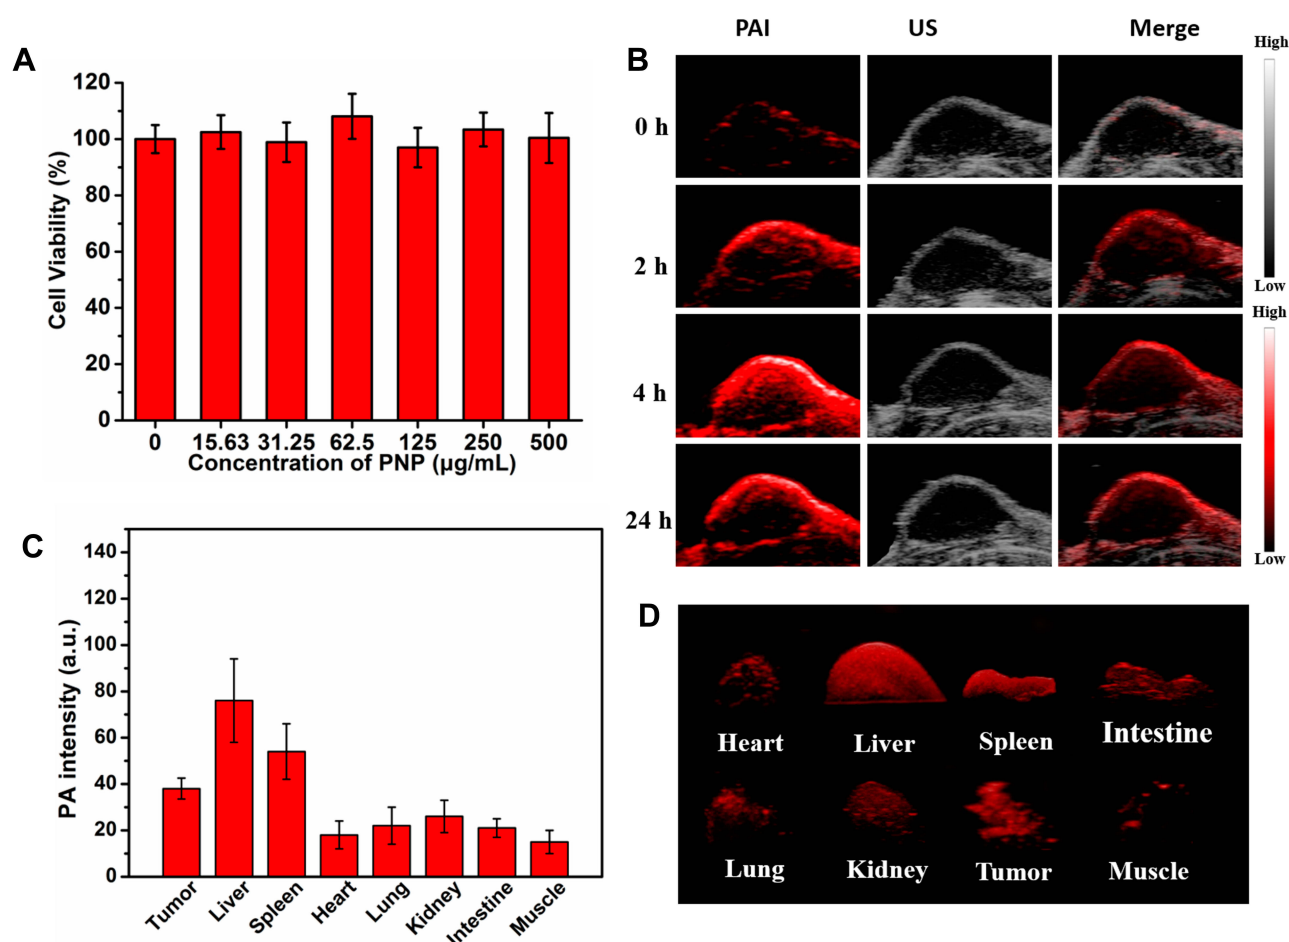 A
120
100
80
60
40
20
0
Cell Viability (%)
0 15.63 31.25 62.5 125 250 500
Concentration of PNP (µg/mL)
B
PAI US Merge
0 h
2 h
4 h
24 h
High
Low
High
Low
C
140
120
100
80
60
40
20
0
PA intensity (a.u.)
Tumor Liver Spleen Heart Lung Kidney Intestine Muscle
D
Heart Liver Spleen Intestine
Lung Kidney Tumor Muscle